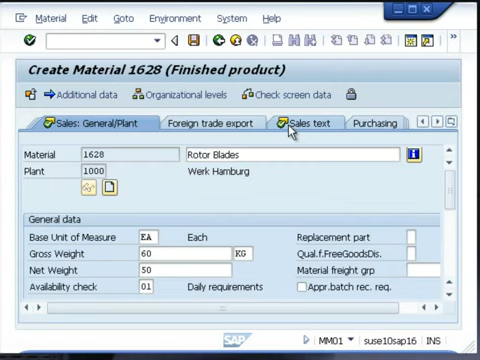 Material Edit Goto Environment System Help
Create Material 1628 (Finished product)
Additional data Organizational levels Check screen data
Sales: General/Plant Foreign trade export Sales text Purchasing
Material 1628 Rotor Blades
Plant 1000 Werk Hamburg
General data
Base Unit of Measure EA Each Replacement part
Gross Weight 60 KG Qual.f.FreeGoodsDis.
Net Weight 50 Material freight grp
Availability check 01 Daily requirements Appr.batch rec. req.
SAP MM01 suse10sap16 INS